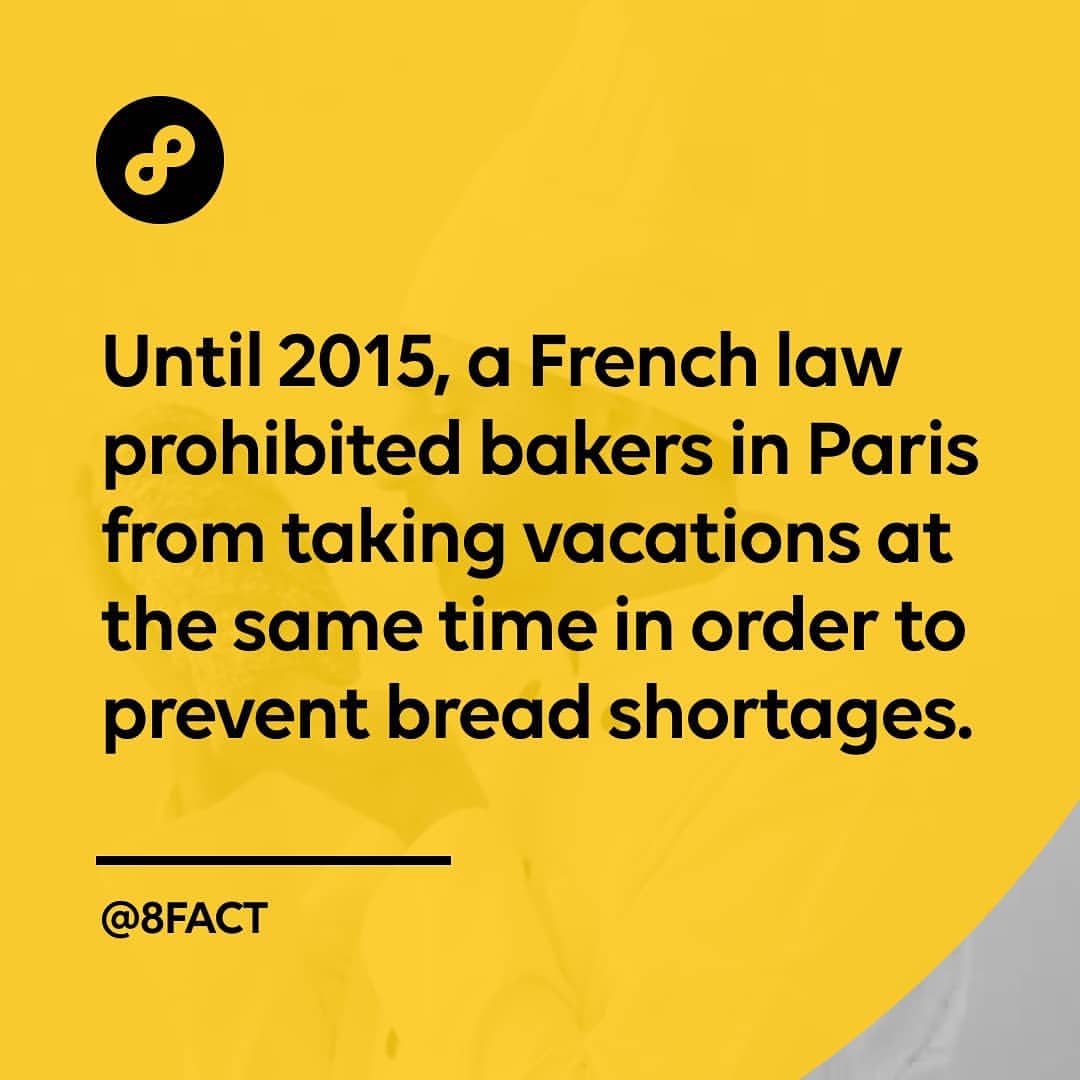 Until 2015, a French law
prohibited bakers in Paris
from taking vacations at
the same time in order to
prevent bread shortages.
@8FACT